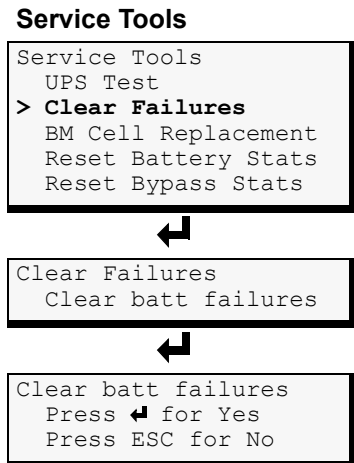 Service Tools
Service Tools
UPS Test
> Clear Failures
BM Cell Replacement
Reset Battery Stats
Reset Bypass Stats
Clear Failures
Clear batt failures
Clear batt failures
Press ↵ for Yes
Press ESC for No